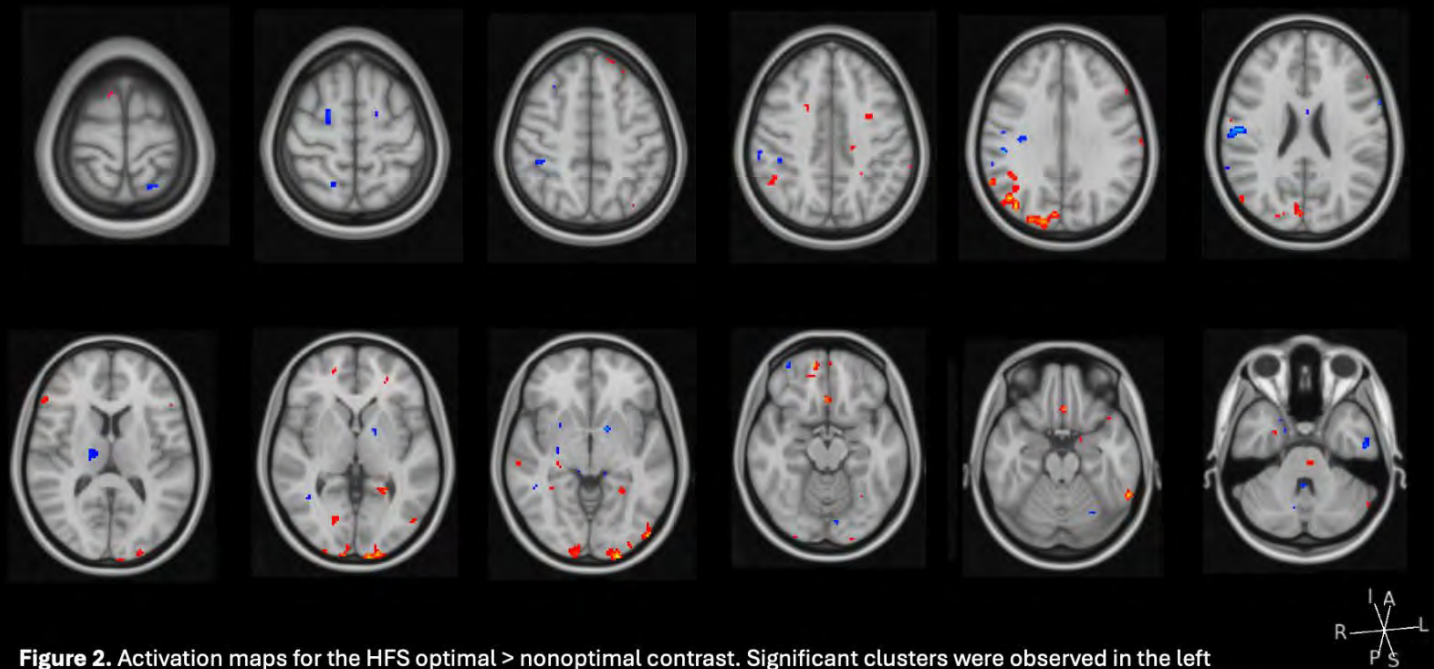 I A
R L
P S
Figure 2. Activation maps for the HFS optimal > nonoptimal contrast. Significant clusters were observed in the left